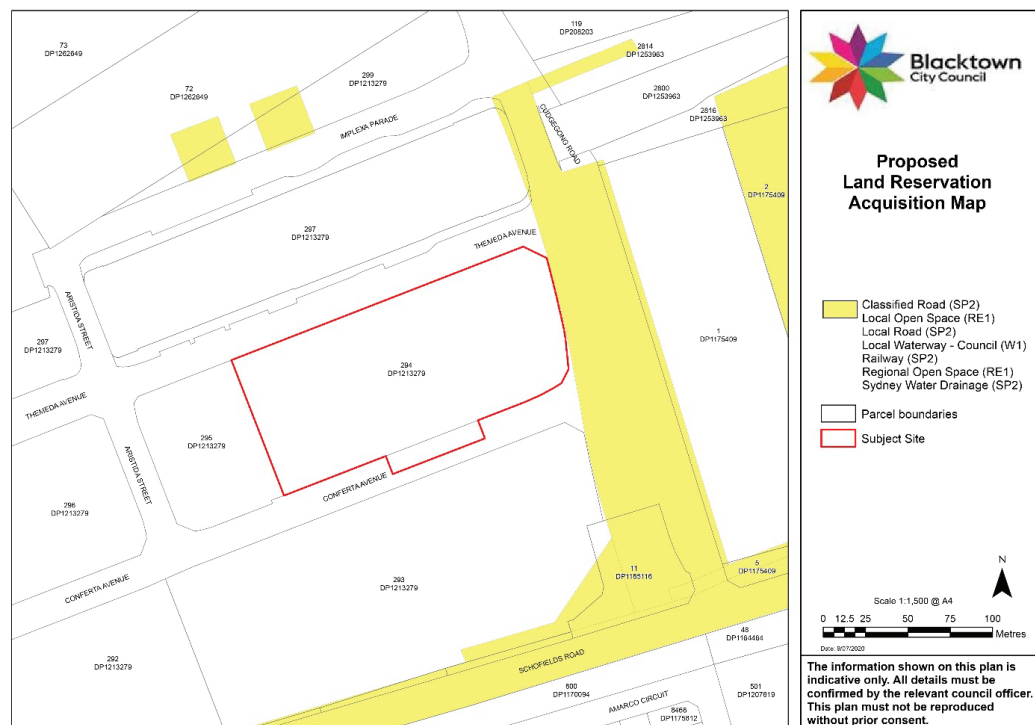 73
DP1262649
72
DP1262649
299
DP1213279
119
DP208203
2814
DP1253963
2800
DP1253963
2816
DP1253963
2
DP1175409
IMPLEXA PARADE
CUDGEGONG ROAD
297
DP1213279
THEMEDA AVENUE
ARISTIDA STREET
297
DP1213279
1
DP1175409
294
DP1213279
THEMEDA AVENUE
295
DP1213279
ARISTIDA STREET
CONFERTA AVENUE
296
DP1213279
CONFERTA AVENUE
293
DP1213279
11
DP1185116
5
DP1175409
292
DP1213279
SCHOFIELDS ROAD
48
DP1164464
600
DP1176094
AMARCO CIRCUIT
501
DP1207819
8466
DP1175812
Blacktown
City Council
Proposed
Land Reservation
Acquisition Map
Classified Road (SP2)
Local Open Space (RE1)
Local Road (SP2)
Local Waterway - Council (W1)
Railway (SP2)
Regional Open Space (RE1)
Sydney Water Drainage (SP2)
Parcel boundaries
Subject Site
N
Scale 1:1,500 @ A4
0 12.5 25 50 75 100
Metres
Date: 8/07/2020
The information shown on this plan is
indicative only. All details must be
confirmed by the relevant council officer.
This plan must not be reproduced
without prior consent.